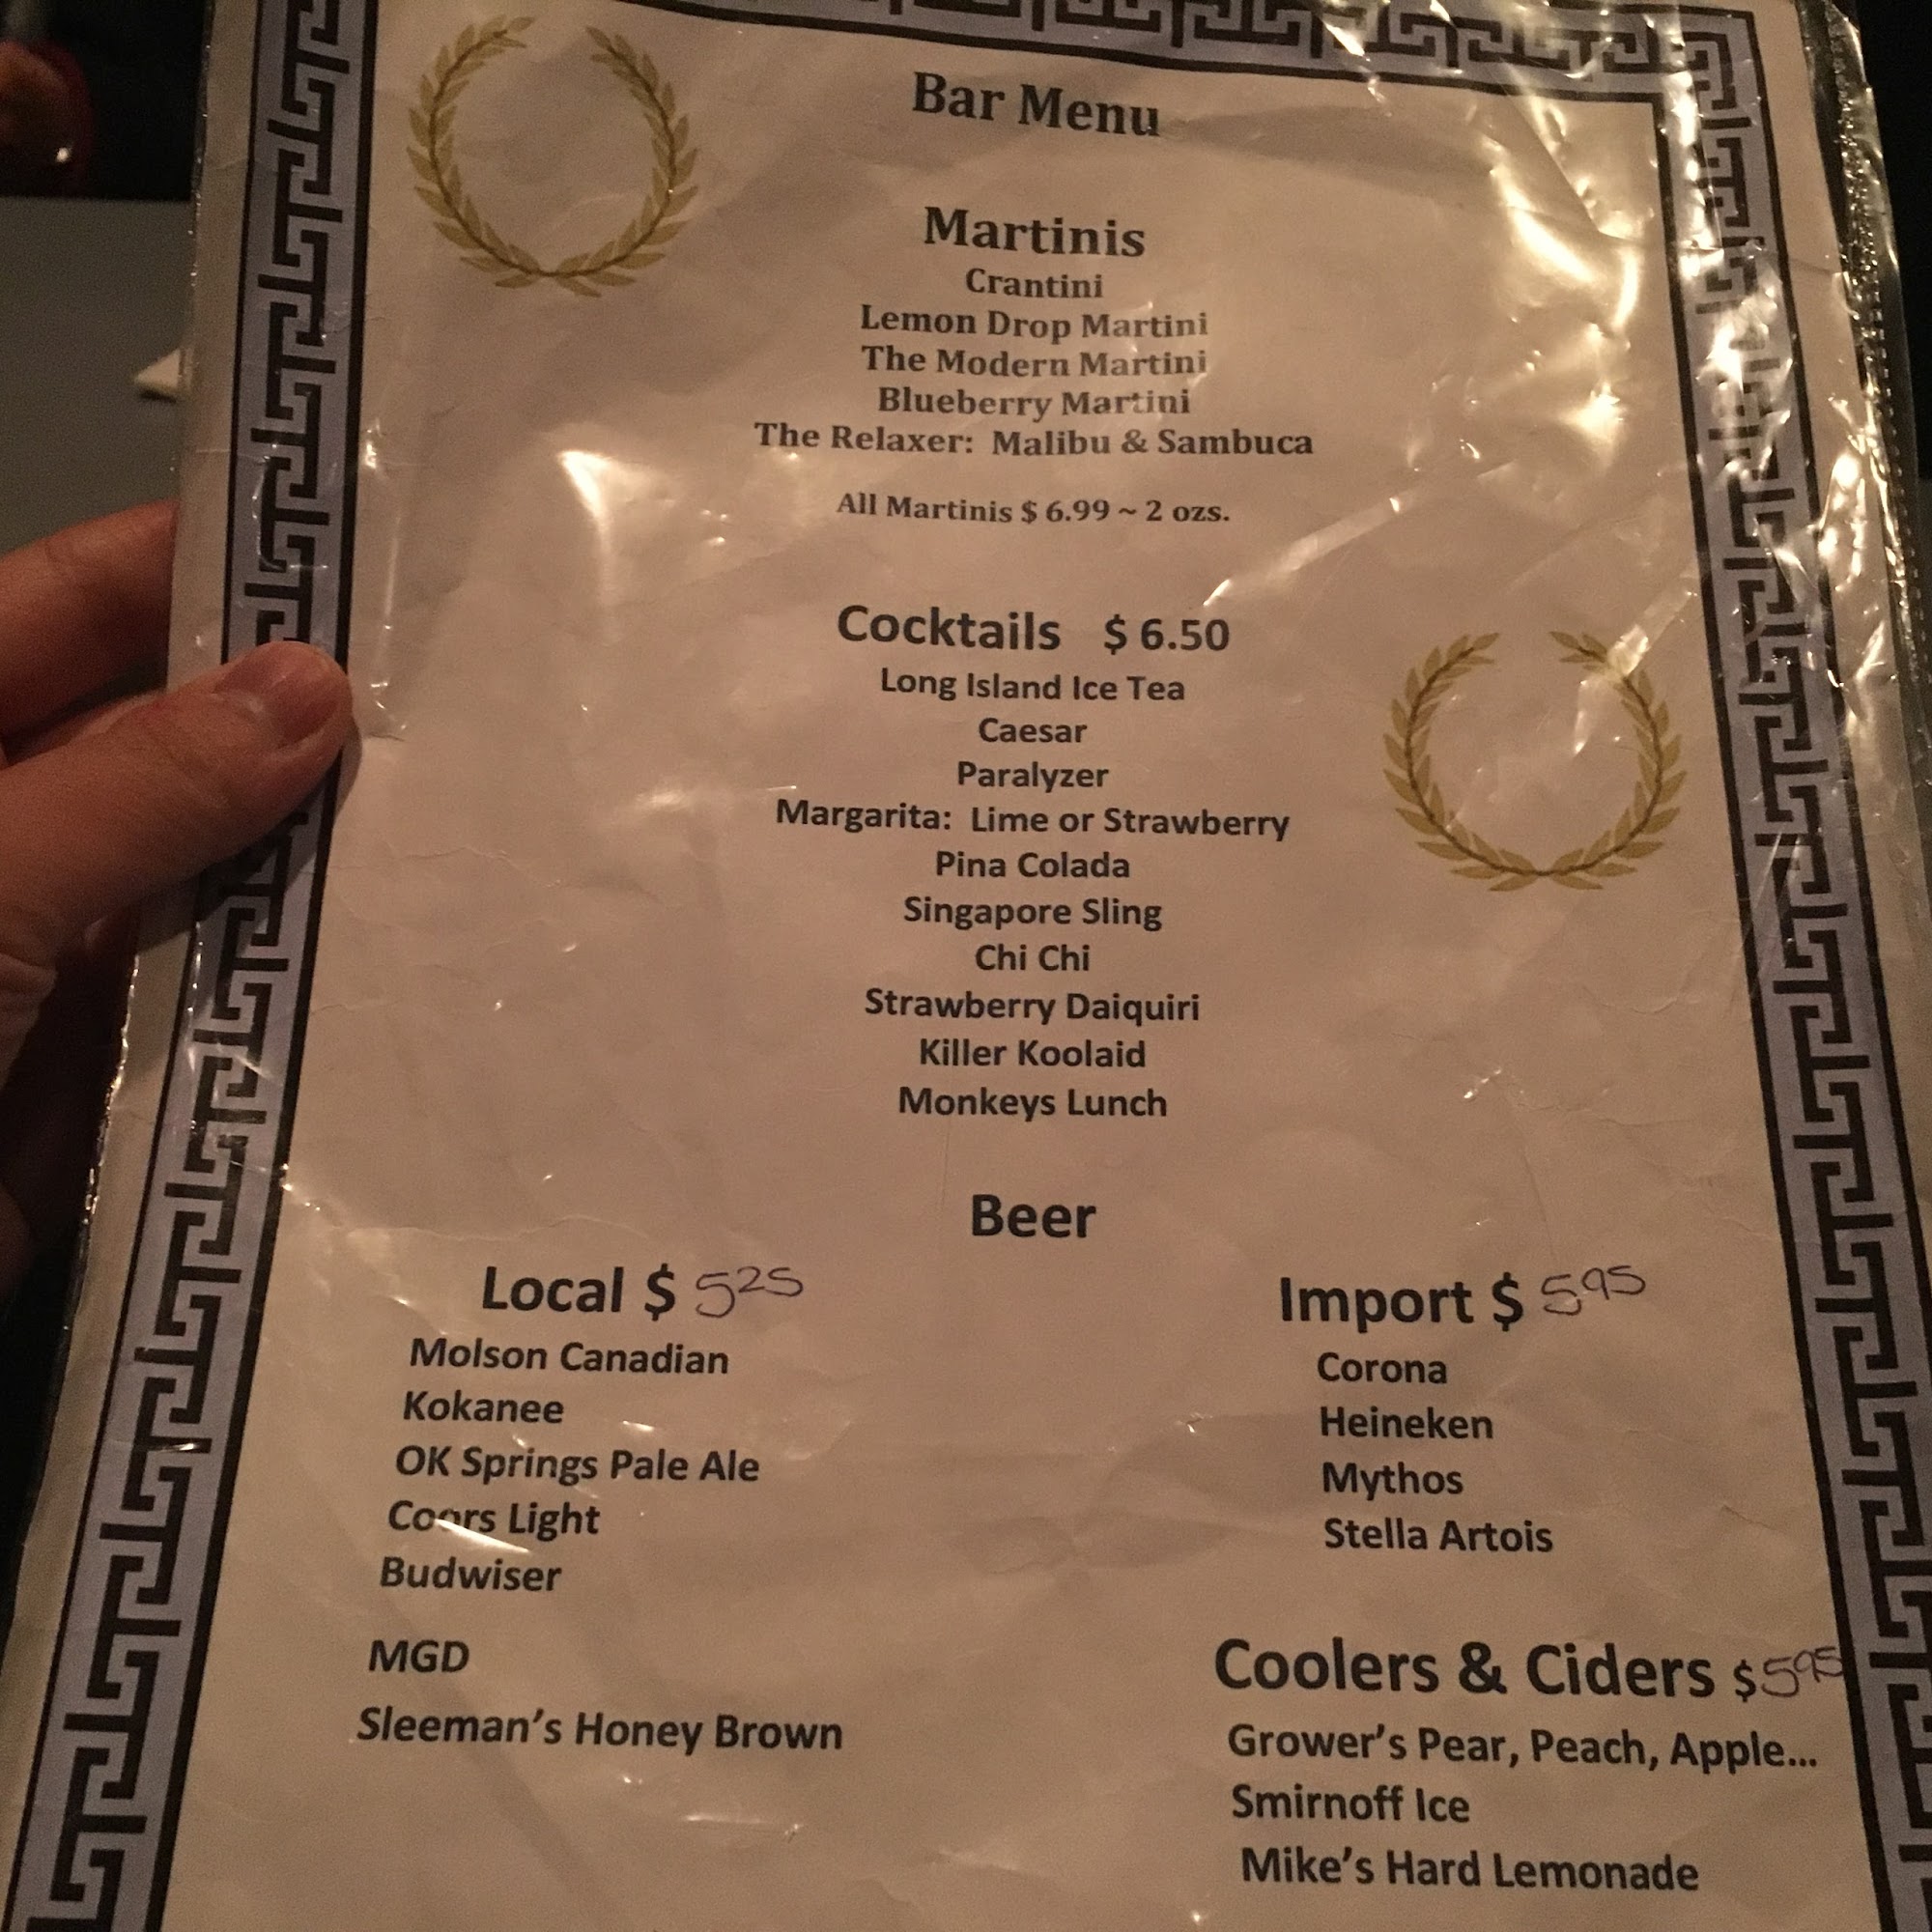 Bar Menu
Martinis
Crantini
Lemon Drop Martini
The Modern Martini
Blueberry Martini
The Relaxer: Malibu & Sambuca
All Martinis $ 6.99 ~ 2 ozs.
Cocktails $ 6.50
Long Island Ice Tea
Caesar
Paralyzer
Margarita: Lime or Strawberry
Pina Colada
Singapore Sling
Chi Chi
Strawberry Daiquiri
Killer Koolaid
Monkeys Lunch
Beer
Local $ 525
Molson Canadian
Kokanee
OK Springs Pale Ale
Coors Light
Budwiser
MGD
Sleeman's Honey Brown
Import $ 595
Corona
Heineken
Mythos
Stella Artois
Coolers & Ciders $595
Grower's Pear, Peach, Apple...
Smirnoff Ice
Mike's Hard Lemonade